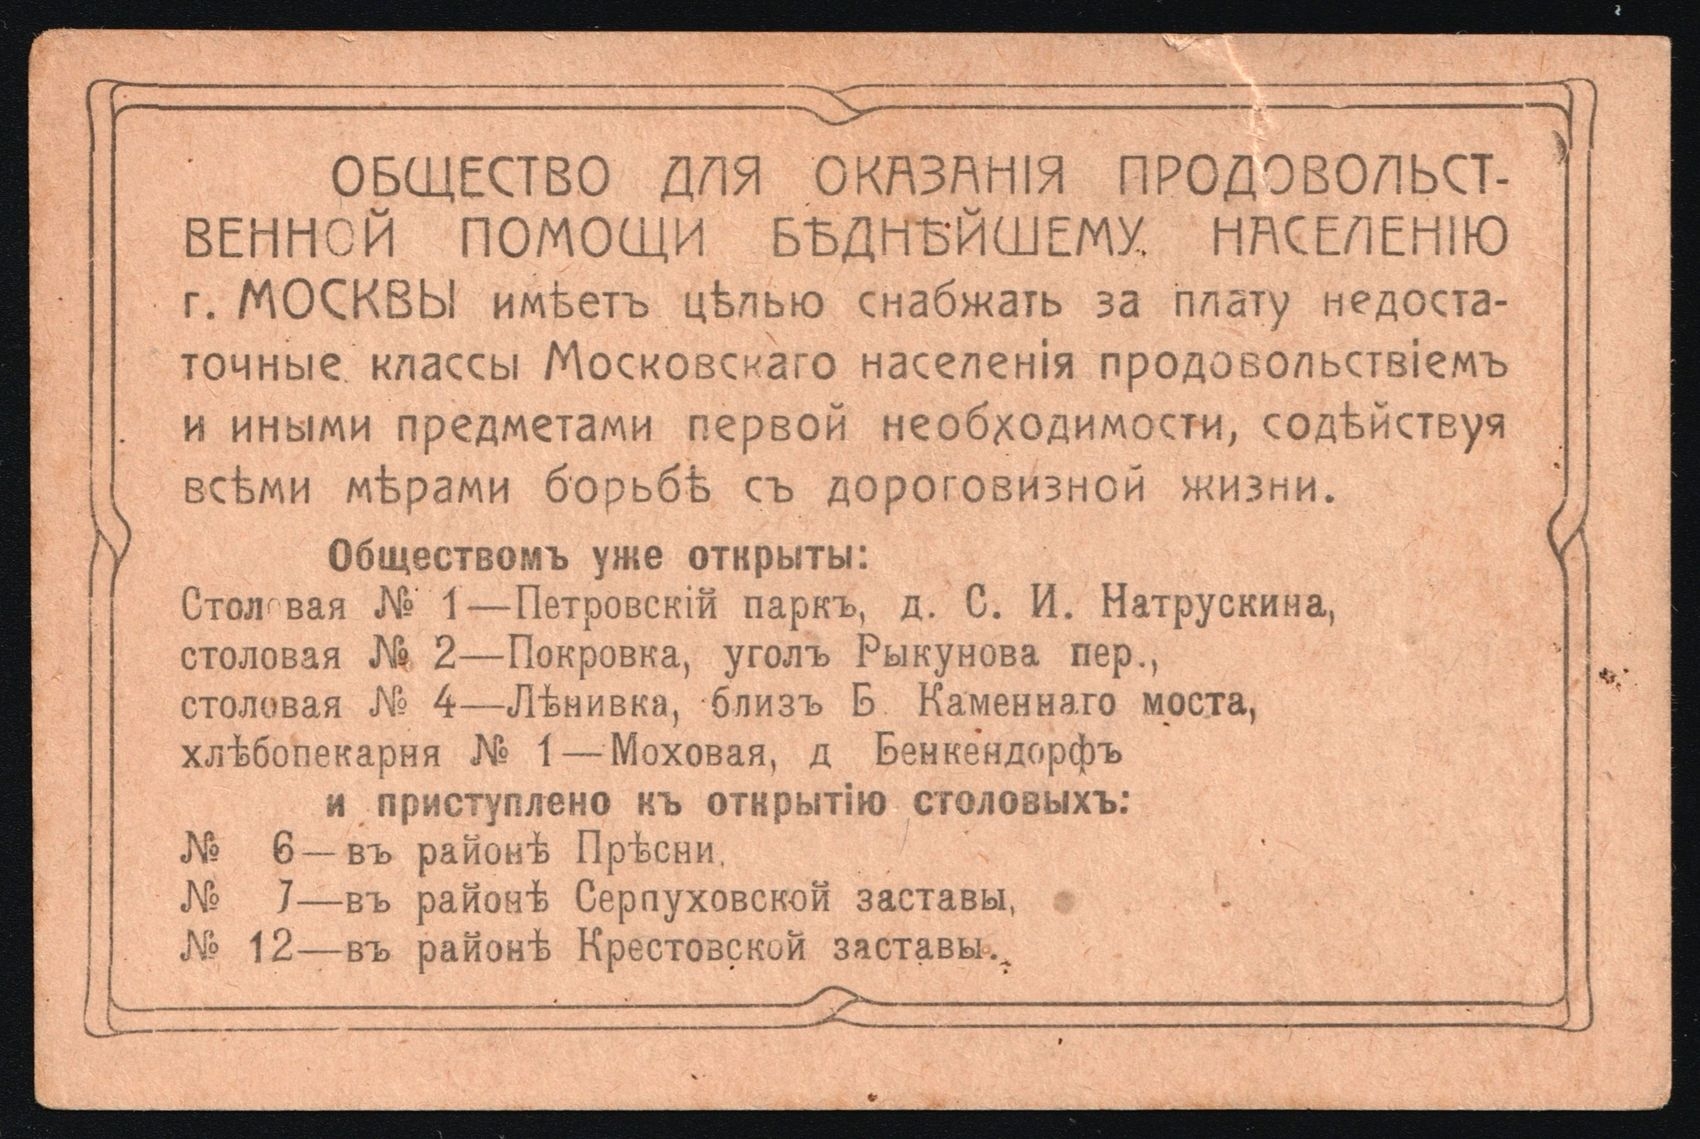 ОБЩЕСТВО ДЛЯ ОКАЗАНІЯ ПРОДОВОЛЬСТ-
ВЕННОЙ ПОМОЩИ БѢДНѢЙШЕМУ НАСЕЛЕНІЮ
г. МОСКВЫ имѣетъ цѣлью снабжать за плату недоста-
точные классы Московскаго населенія продовольствіемъ
и иными предметами первой необходимости, содѣйствуя
всѣми мѣрами борьбѣ съ дороговизной жизни.
Обществомъ уже открыты:
Столовая № 1—Петровскій паркъ, д. С. И. Натрускина,
столовая № 2—Покровка, уголъ Рыкунова пер.,
столовая № 4—Лѣнивка, близъ Б. Каменнаго моста,
хлѣбопекарня № 1—Моховая, д Бенкендорфъ
и приступлено къ открытію столовыхъ:
№ 6—въ районѣ Прѣсни,
№ 7—въ районѣ Серпуховской заставы,
№ 12—въ районѣ Крестовской заставы.